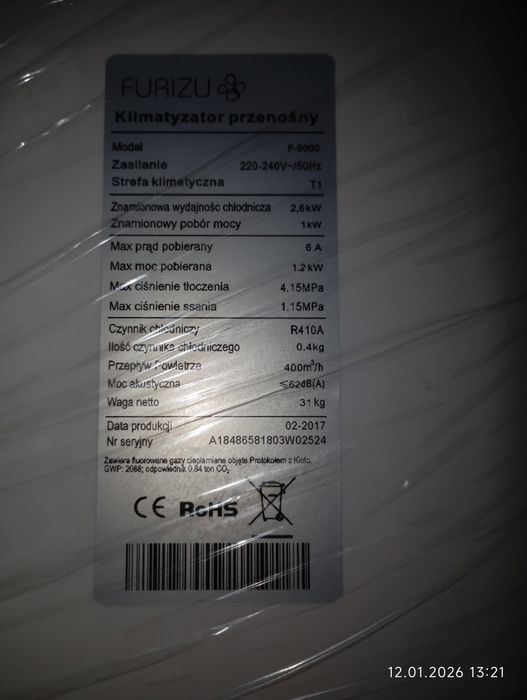 FURIZU
Klimatyzator przenośny
Model F-9000
Zasilanie 220-240V~/50Hz
Strefa klimatyczna T1
Znamionowa wydajnośc chłodnicza 2,6kW
Znamionowy pobór mocy 1kW
Max prąd pobierany 6 A
Max moc pobierana 1.2 kW
Max ciśnienie tłoczenia 4.15MPa
Max ciśnienie ssania 1.15MPa
Czynnik chłodniczy R410A
Ilość czynnika chłodniczego 0.4kg
Przepływ Powietrza 400m³/h
Moc akustyczna ≤62dB(A)
Waga netto 31 kg
Data produkcji 02-2017
Nr seryjny A18486581803W02524
Zawiera fluorowane gazy cieplarniane objęte Protokołem z Kioto.
GWP: 2088; odpowiednik 0.84 ton CO₂
CE RoHS
12.01.2026 13:21